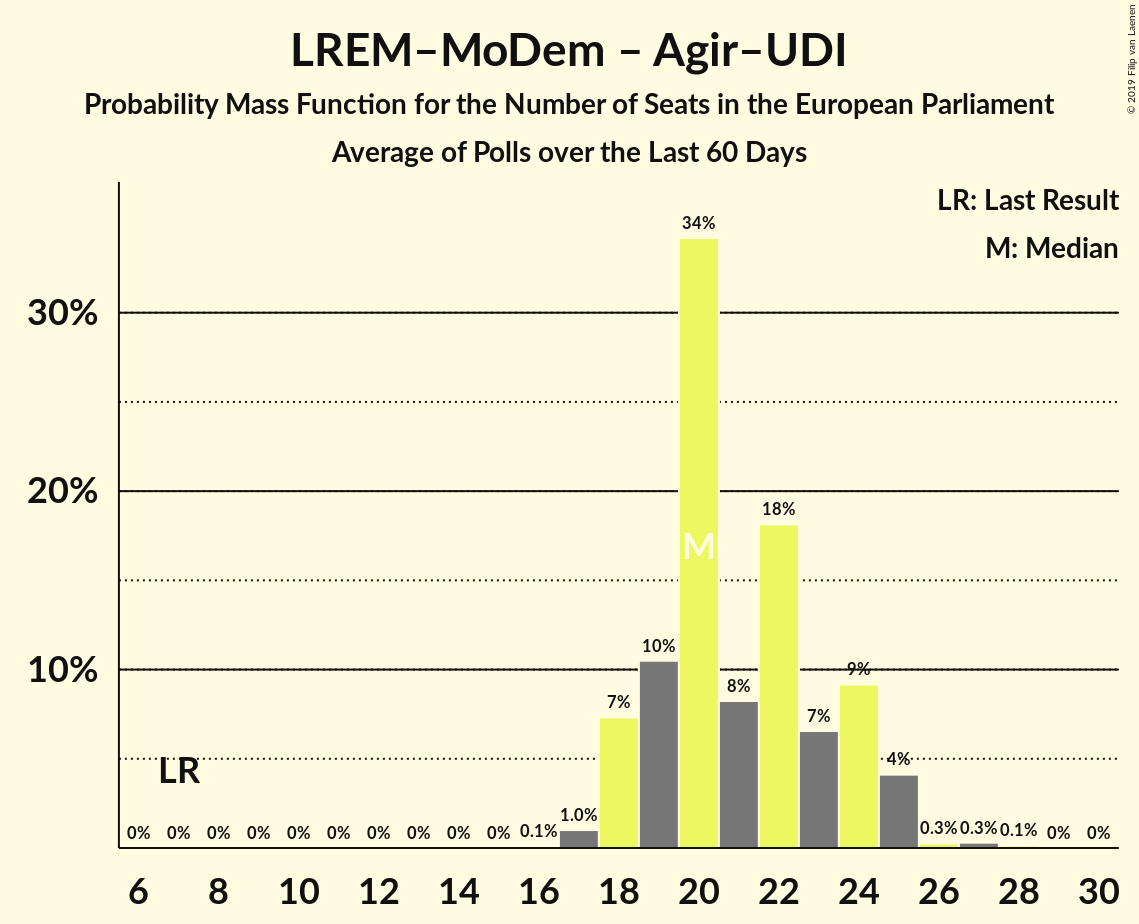 LREM–MoDem – Agir–UDI
Probability Mass Function for the Number of Seats in the European Parliament
Average of Polls over the Last 60 Days
© 2019 Filip van Laenen
LR: Last Result
M: Median
34%
30%
18%
20%
M
10%
9%
10%
8%
7%
7%
4%
LR
1.0%
0% 0% 0% 0% 0% 0% 0% 0% 0% 0% 0.1% 0.3% 0.3% 0.1% 0% 0%
6 8 10 12 14 16 18 20 22 24 26 28 30